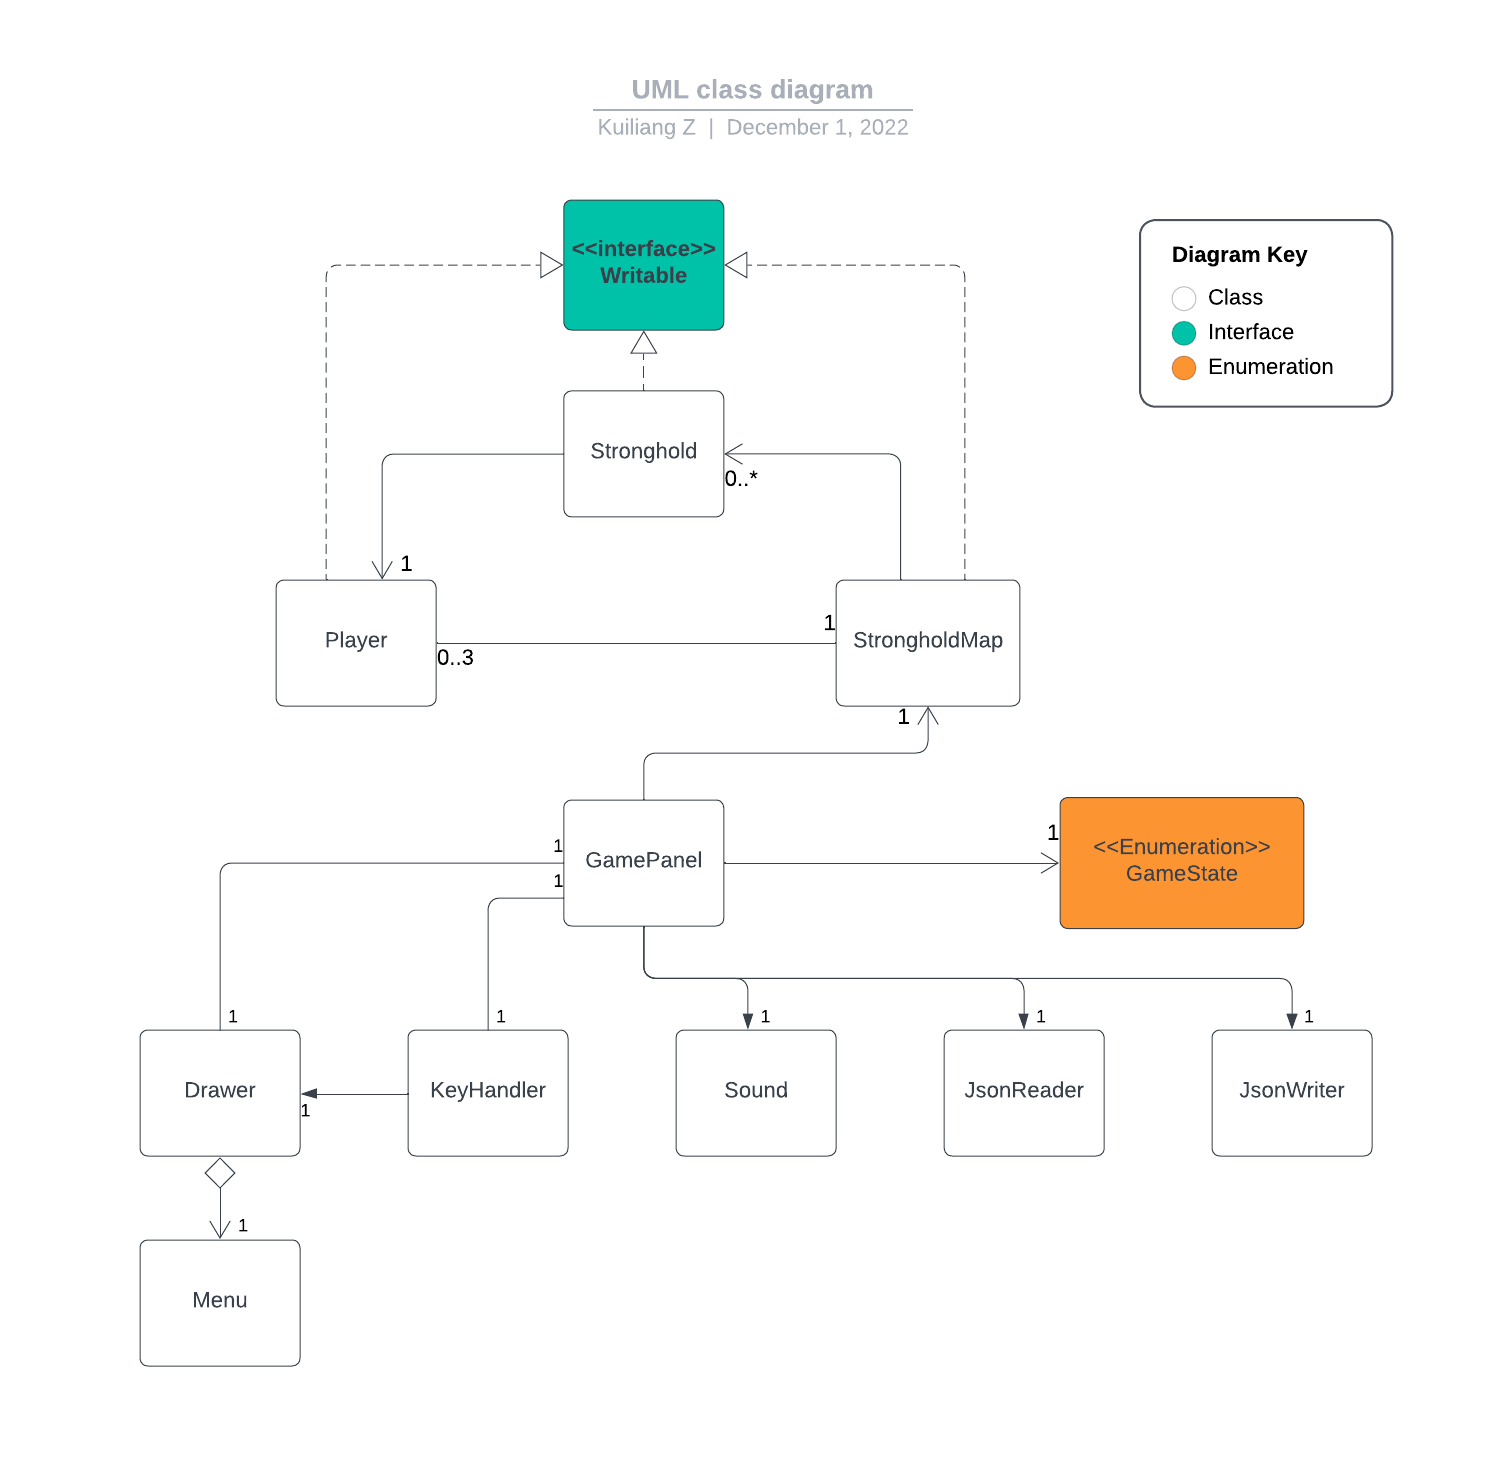 UML class diagram
Kuiliang Z | December 1, 2022
<<interface>>
Writable
Diagram Key
Class
Interface
Enumeration
Stronghold
0..*
1
Player
0..3
1
StrongholdMap
1
GamePanel
1
1
1
<<Enumeration>>
GameState
1
1
1
1
1
Drawer
1
KeyHandler
Sound
JsonReader
JsonWriter
1
Menu